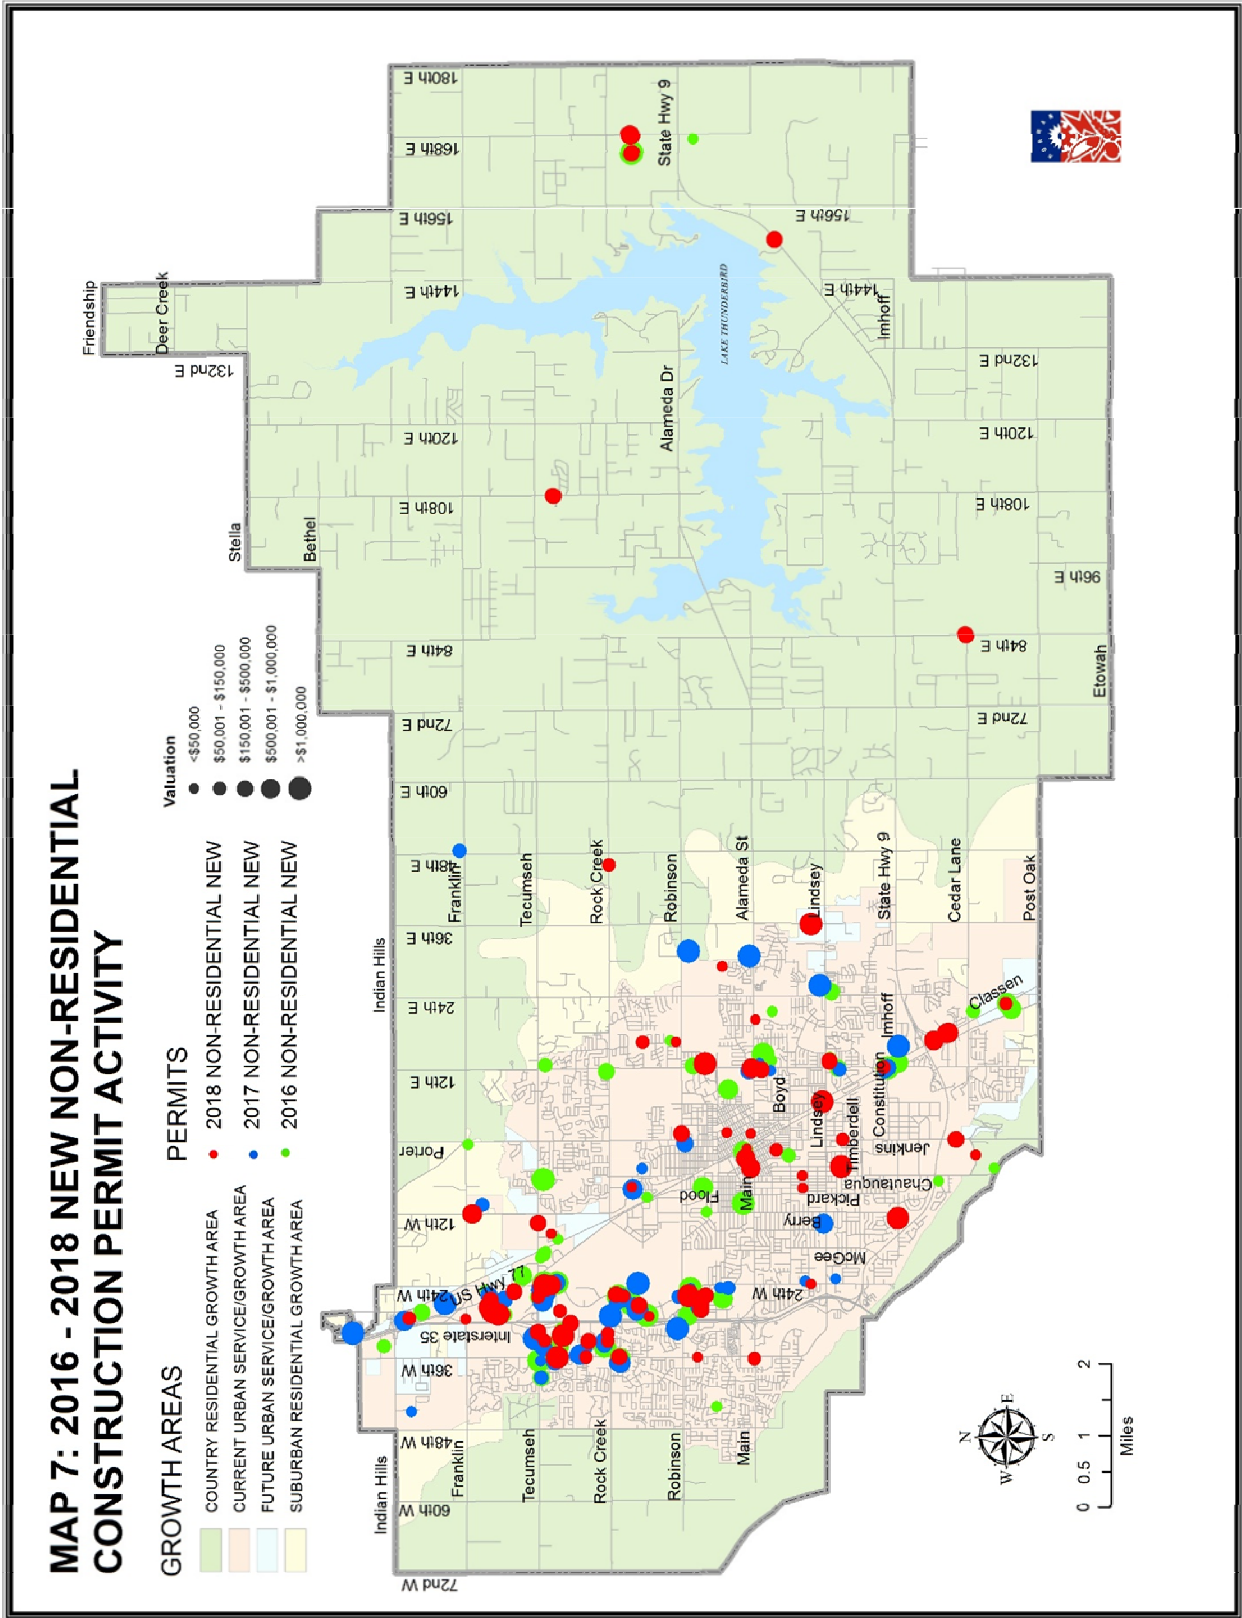 MAP 7: 2016 - 2018 NEW NON-RESIDENTIAL
CONSTRUCTION PERMIT ACTIVITY
GROWTH AREAS
COUNTRY RESIDENTIAL GROWTH AREA
CURRENT URBAN SERVICE/GROWTH AREA
FUTURE URBAN SERVICE/GROWTH AREA
SUBURBAN RESIDENTIAL GROWTH AREA
PERMITS
2018 NON-RESIDENTIAL NEW
2017 NON-RESIDENTIAL NEW
2016 NON-RESIDENTIAL NEW
Valuation
<$50,000
$50,001 - $150,000
$150,001 - $500,000
$500,001 - $1,000,000
>$1,000,000
Friendship
Deer Creek
Stella
Bethel
Indian Hills
Indian Hills
72nd W
60th W
48th W
36th W
Interstate 35
24th W
US Hwy 77
12th W
Porter
12th E
24th E
36th E
48th E
60th E
72nd E
84th E
108th E
120th E
132nd E
144th E
156th E
168th E
180th E
Franklin
Franklin
Tecumseh
Tecumseh
Rock Creek
Rock Creek
Robinson
Robinson
Flood
Alameda St
Alameda Dr
State Hwy 9
LAKE THUNDERBIRD
Main
Main
Boyd
24th W
McGee
Berry
Pickard
Chautauqua
Lindsey
Lindsey
Timberdell
Constitution
Jenkins
Imhoff
State Hwy 9
Classen
Cedar Lane
Post Oak
156th E
144th E
Imhoff
132nd E
120th E
108th E
96th E
84th E
72nd E
Etowah
N
W
E
S
0
0.5
1
2
Miles